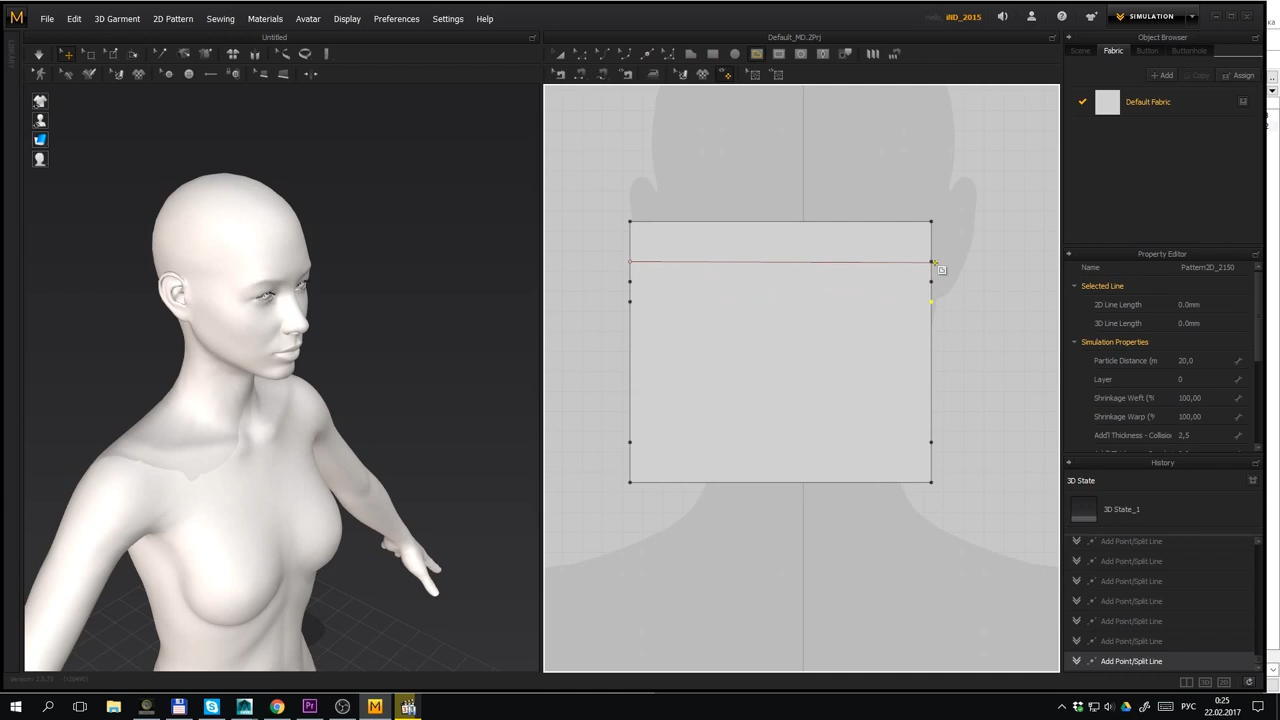 M File Edit 3D Garment 2D Pattern Sewing Materials Avatar Display Preferences Settings Help
Hello, iND_2015
SIMULATION
Untitled
Default_MD.ZPrj
Object Browser
LIBRARY
Scene Fabric Button Buttonhole
Add Copy Assign
Default Fabric
Property Editor
Name Pattern2D_2150
Selected Line
2D Line Length 0.0mm
3D Line Length 0.0mm
Simulation Properties
Particle Distance (m 20,0
Layer 0
Shrinkage Weft (% 100,00
Shrinkage Warp (% 100,00
Add'l Thickness - Collisio 2,5
History
3D State
3D State_1
Add Point/Split Line
Add Point/Split Line
Add Point/Split Line
Add Point/Split Line
Add Point/Split Line
Add Point/Split Line
Add Point/Split Line
3D 2D
M
РУС
0:25
22.02.2017